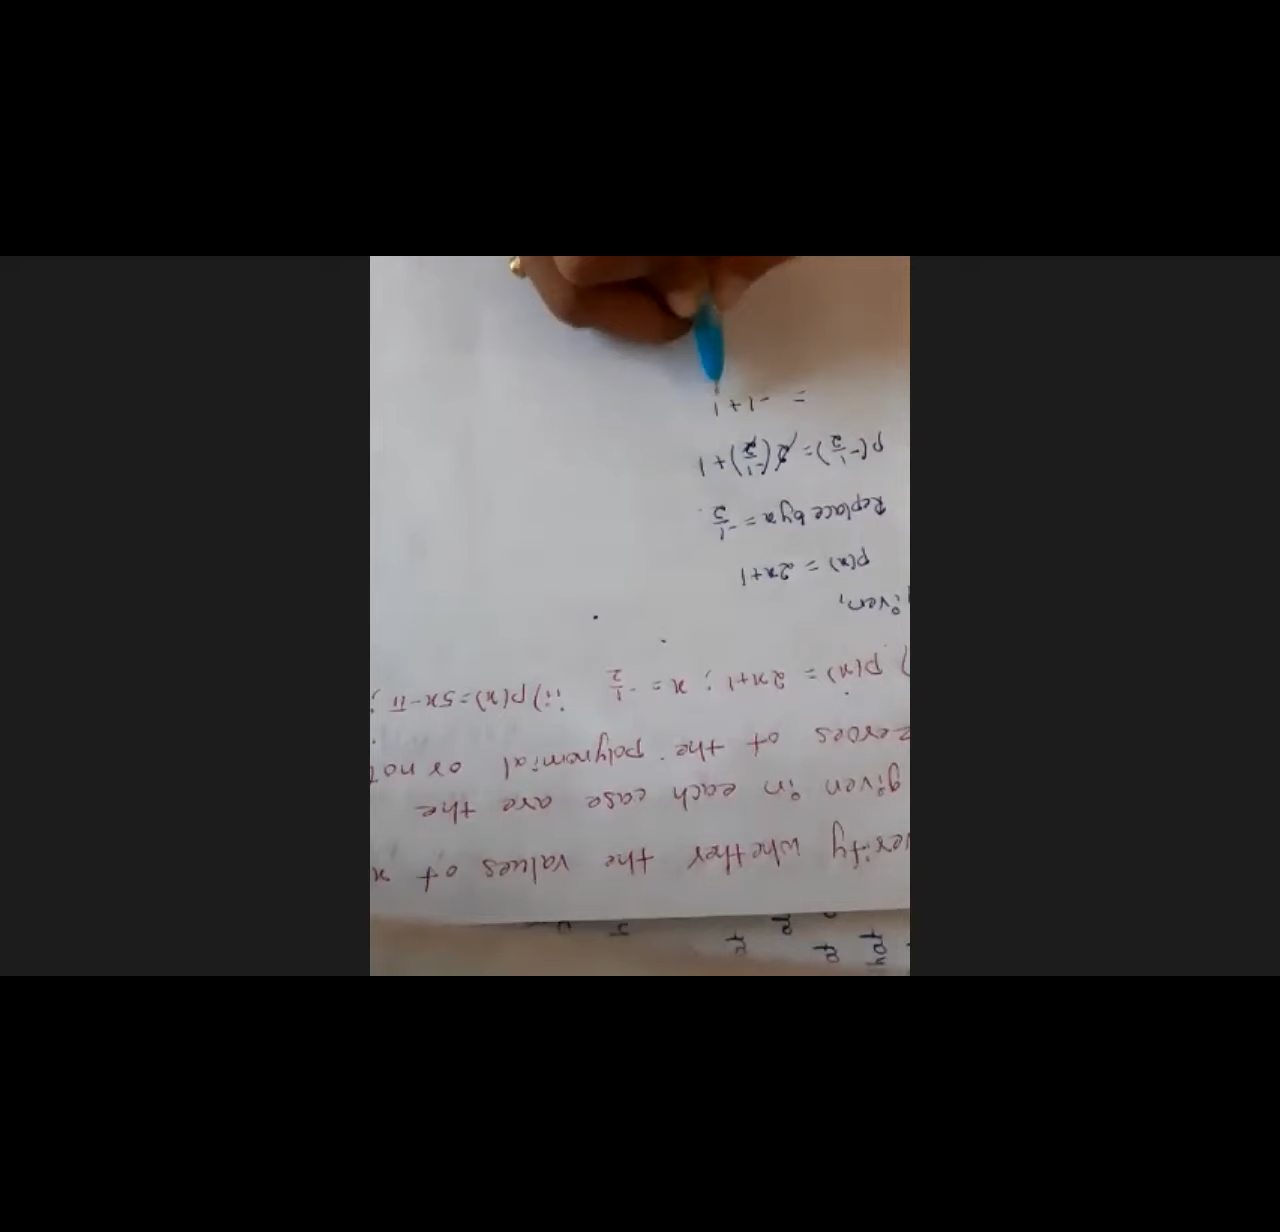 verify whether the values of x
given in each case are the
zeroes of the polynomial or not
) p(x) = 2x+1 ; x = -1/2 ii) p(x) = 5x-π ;
given,
p(x) = 2x+1
Replace by x = -1/2
p(-1/2) = 2(-1/2)+1
= -1+1